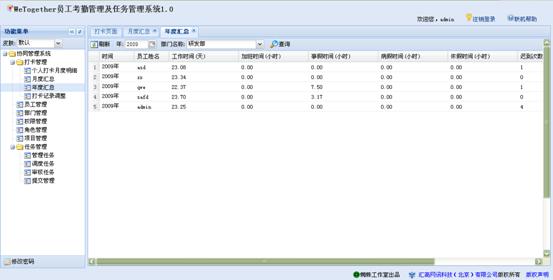 WeTogether员工考勤管理及任务管理系统1.0
欢迎您，admin 注销登录 联机帮助
功能菜单
皮肤: 默认
协同管理系统
打卡管理
个人打卡月度明细
月度汇总
年度汇总
打卡记录调整
员工管理
部门管理
权限管理
角色管理
项目管理
任务管理
管理任务
调度任务
审核任务
提交管理
修改密码
打卡页面 月度汇总 年度汇总
刷新 年: 2009 部门名称: 研发部 查询
时间 员工姓名 工作时间(天) 加班时间(小时) 事假时间(小时) 病假时间(小时) 年假时间(小时) 迟到次数
1 2009年 asd 23.08 0.00 0.00 0.00 0.00 1
2 2009年 zz 23.34 0.00 0.00 0.00 0.00 0
3 2009年 qwe 22.37 0.00 7.50 0.00 0.00 1
4 2009年 safd 23.70 0.00 3.17 0.00 0.00 0
5 2009年 admin 23.25 0.00 0.00 0.00 0.00 4
蜘蛛工作室出品 汇高同讯科技（北京）有限公司版权所有 版权声明